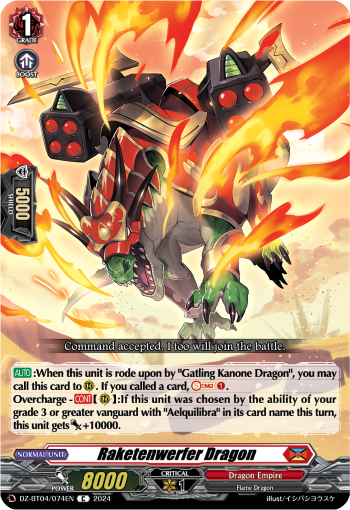 1
GRADE
BOOST
5000
SHIELD
Command accepted. I too will join the battle.
AUTO:When this unit is rode upon by "Gatling Kanone Dragon", you may
call this card to R. If you called a card, SOUL1.
Overcharge - CONT【R】:If this unit was chosen by the ability of your
grade 3 or greater vanguard with "Aelquilibra" in its card name this turn,
this unit gets +10000.
NORMAL UNIT
Raketenwerfer Dragon
POWER
8000
CRITICAL
1
Dragon Empire
Flame Dragon
D DZ-BT04/074EN C 2024
illust/イシバシヨウスケ